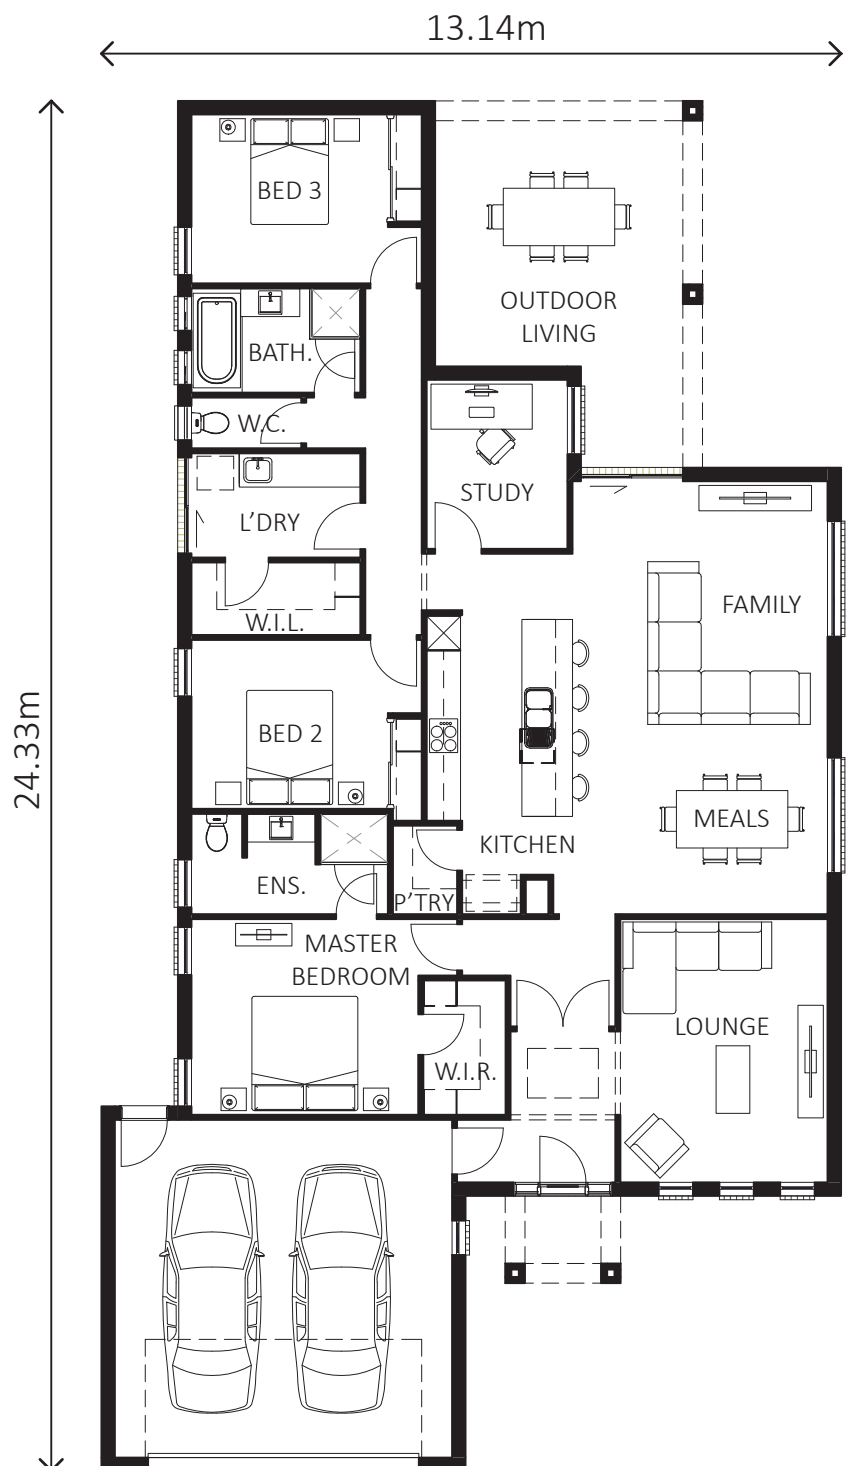 13.14m
24.33m
BED 3
OUTDOOR
LIVING
BATH.
W.C.
STUDY
L'DRY
FAMILY
W.I.L.
BED 2
MEALS
KITCHEN
ENS.
P'TRY
MASTER
BEDROOM
LOUNGE
W.I.R.